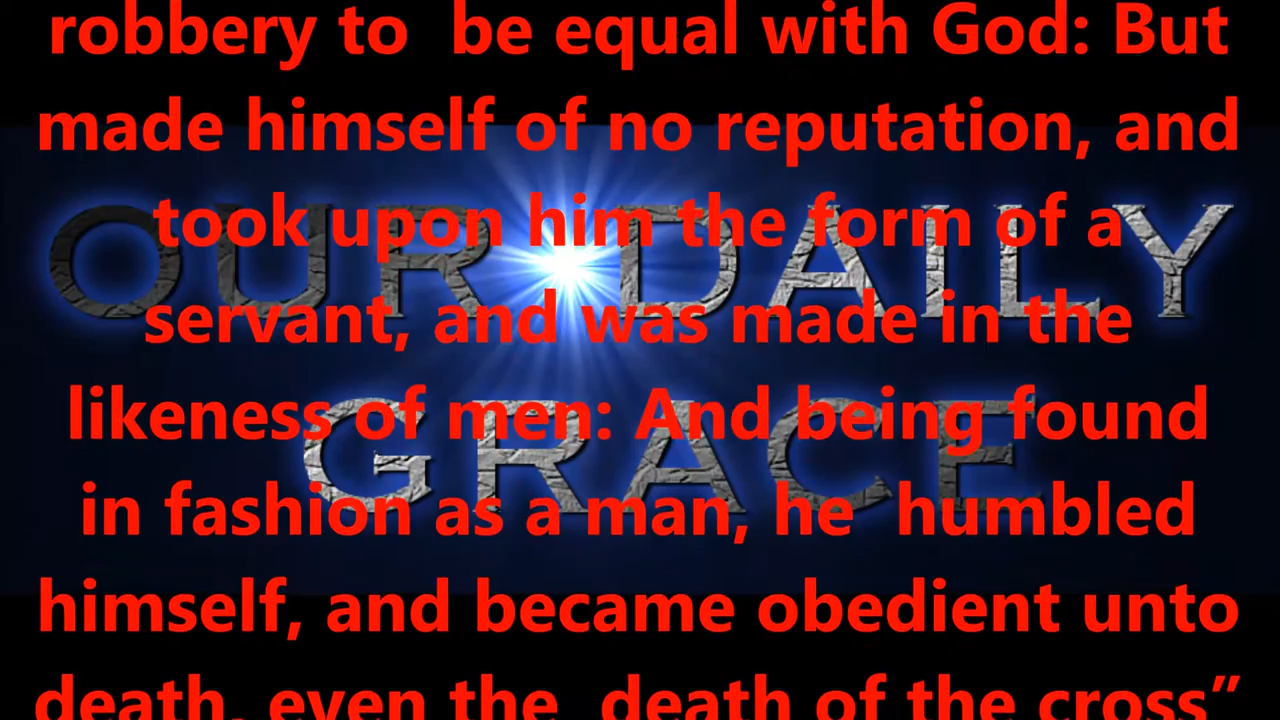 robbery to  be equal with God: But
made himself of no reputation, and
took upon him the form of a
servant, and was made in the
likeness of men: And being found
in fashion as a man, he  humbled
himself, and became obedient unto
death, even the  death of the cross”
OUR DAILY
GRACE